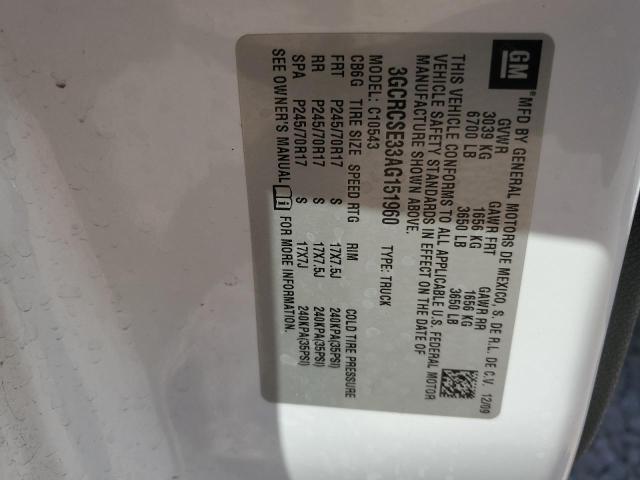 GM
MFD BY GENERAL MOTORS DE MEXICO, S. DE R.L. DE C.V. 12/09
GVWR GAWR FRT GAWR RR
3039 KG 1656 KG 1656 KG
6700 LB 3650 LB 3650 LB
THIS VEHICLE CONFORMS TO ALL APPLICABLE U.S. FEDERAL MOTOR
VEHICLE SAFETY STANDARDS IN EFFECT ON THE DATE OF
MANUFACTURE SHOWN ABOVE.
3GCRCSE33AG151960 TYPE: TRUCK
MODEL: C10543
CB6G TIRE SIZE SPEED RTG RIM COLD TIRE PRESSURE
FRT P245/70R17 S 17X7.5J 240KPA(35PSI)
RR P245/70R17 S 17X7.5J 240KPA(35PSI)
SPA P245/70R17 S 17X7J 240KPA(35PSI)
SEE OWNER'S MANUAL i FOR MORE INFORMATION.